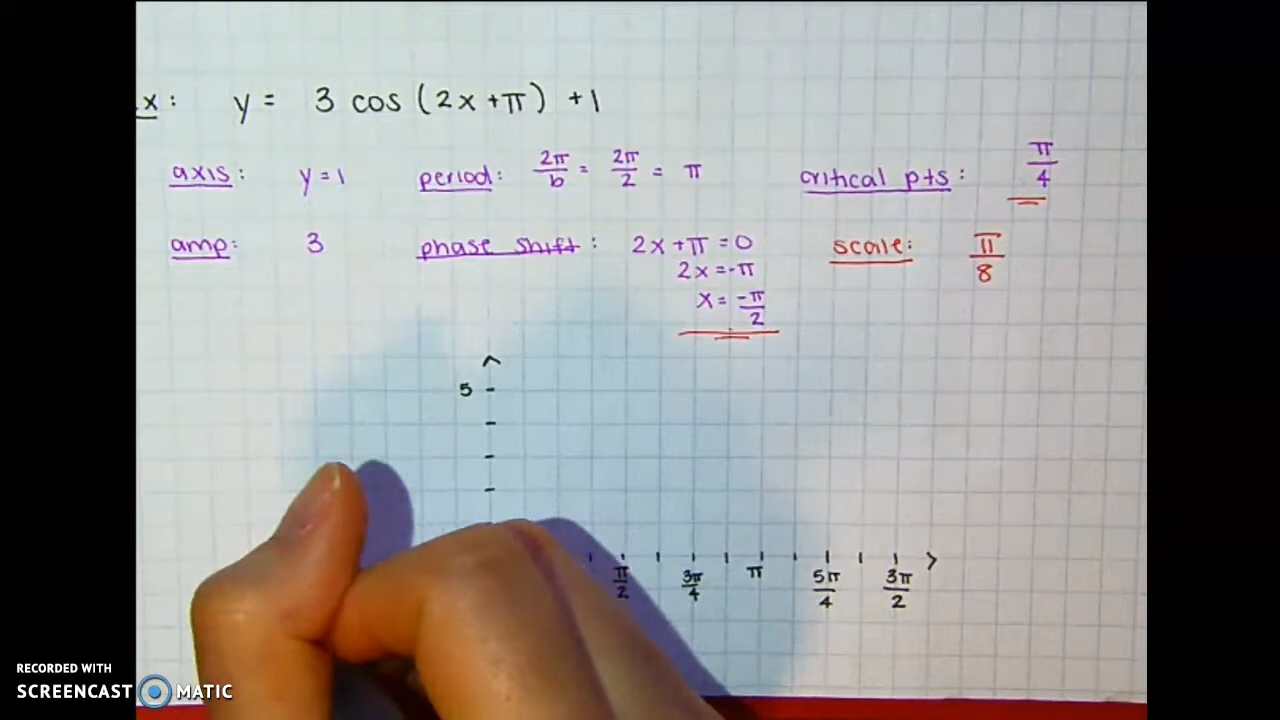 x: y = 3 cos (2x+π) +1
axis: y=1 period: 2π/b = 2π/2 = π critical pts: π/4
amp: 3 phase shift: 2x+π=0 scale: π/8
2x=-π
x= -π/2
5
π/2 3π/4 π 5π/4 3π/2
RECORDED WITH
SCREENCAST MATIC